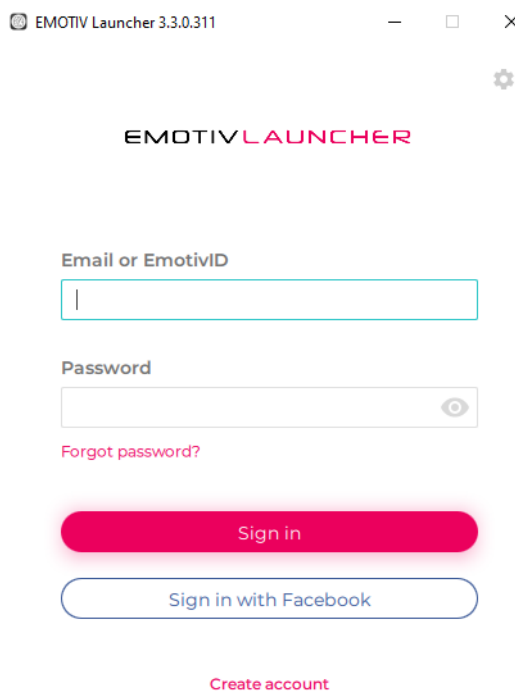 EMOTIV Launcher 3.3.0.311
EMOTIVLAUNCHER
Email or EmotivID
Password
Forgot password?
Sign in
Sign in with Facebook
Create account